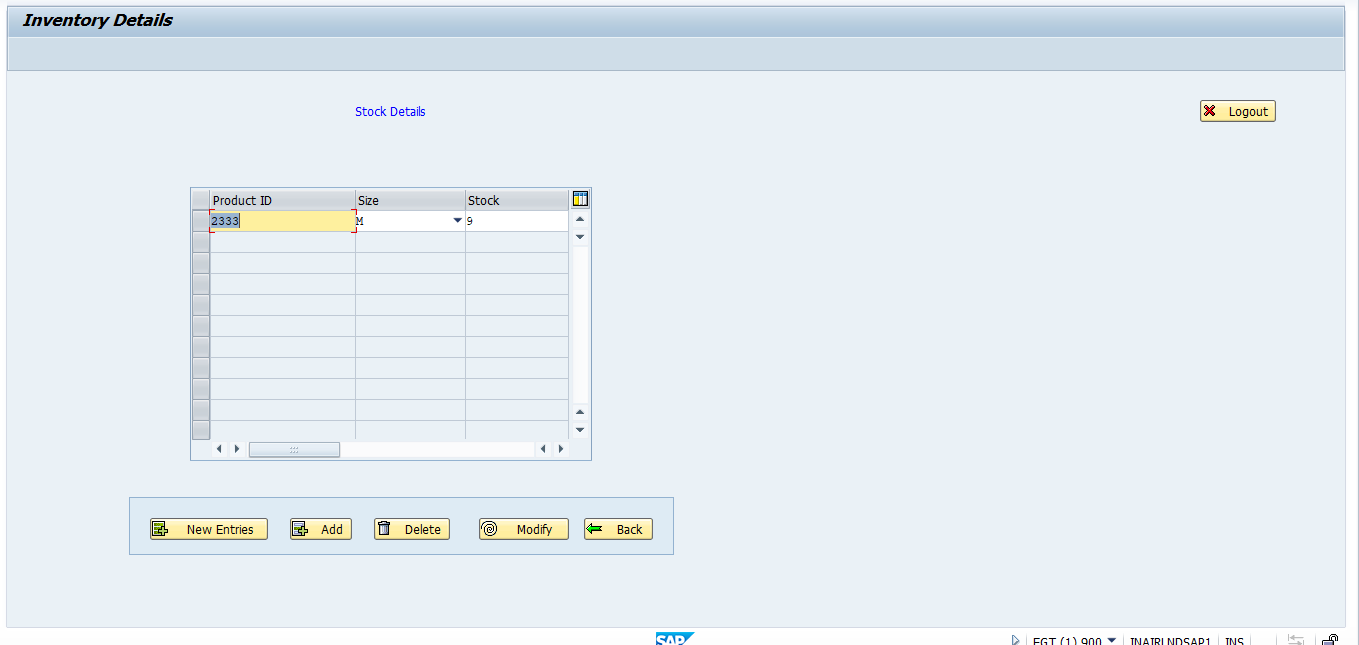 Inventory Details
Stock Details
Logout
Product ID Size Stock
2333 M 9
New Entries Add Delete Modify Back
SAP
EGT (1) 900 INAIRLNDSAP1 INS